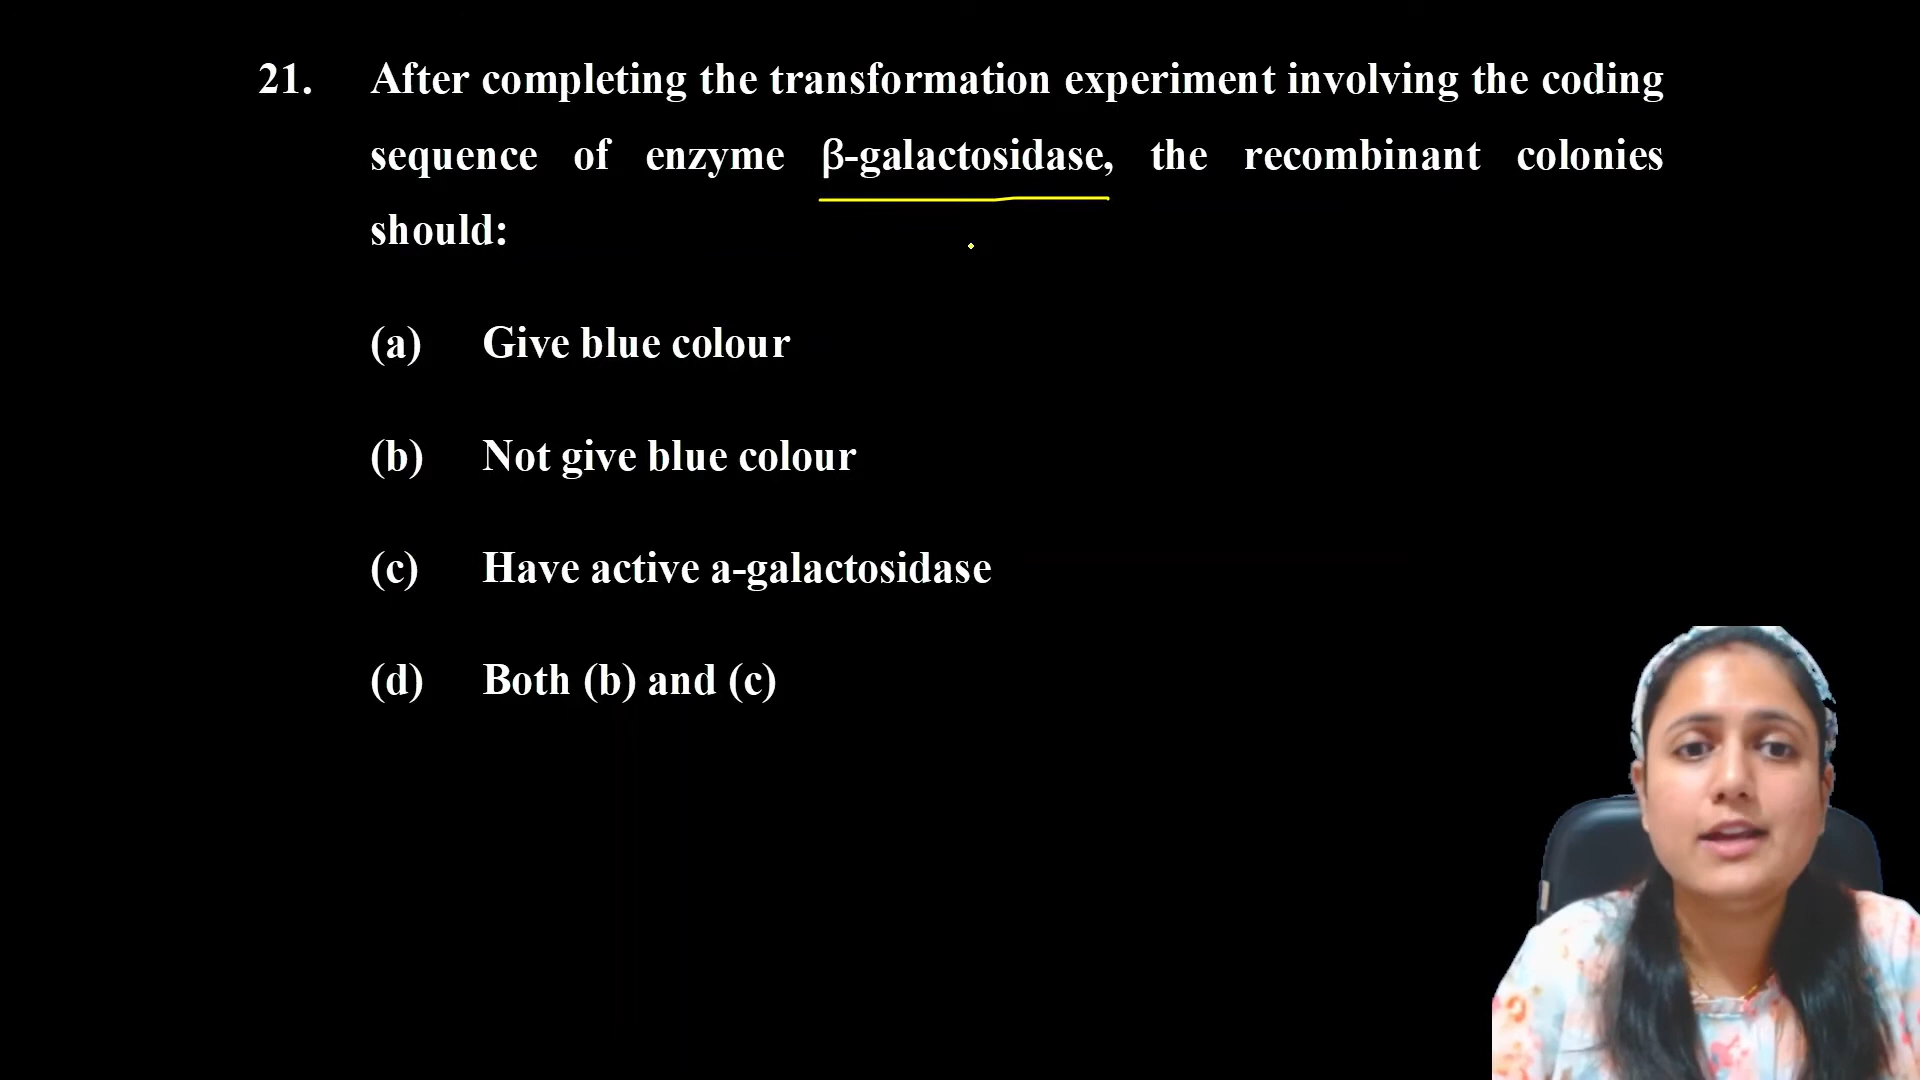 21. After completing the transformation experiment involving the coding
sequence of enzyme β-galactosidase, the recombinant colonies
should:
(a) Give blue colour
(b) Not give blue colour
(c) Have active a-galactosidase
(d) Both (b) and (c)